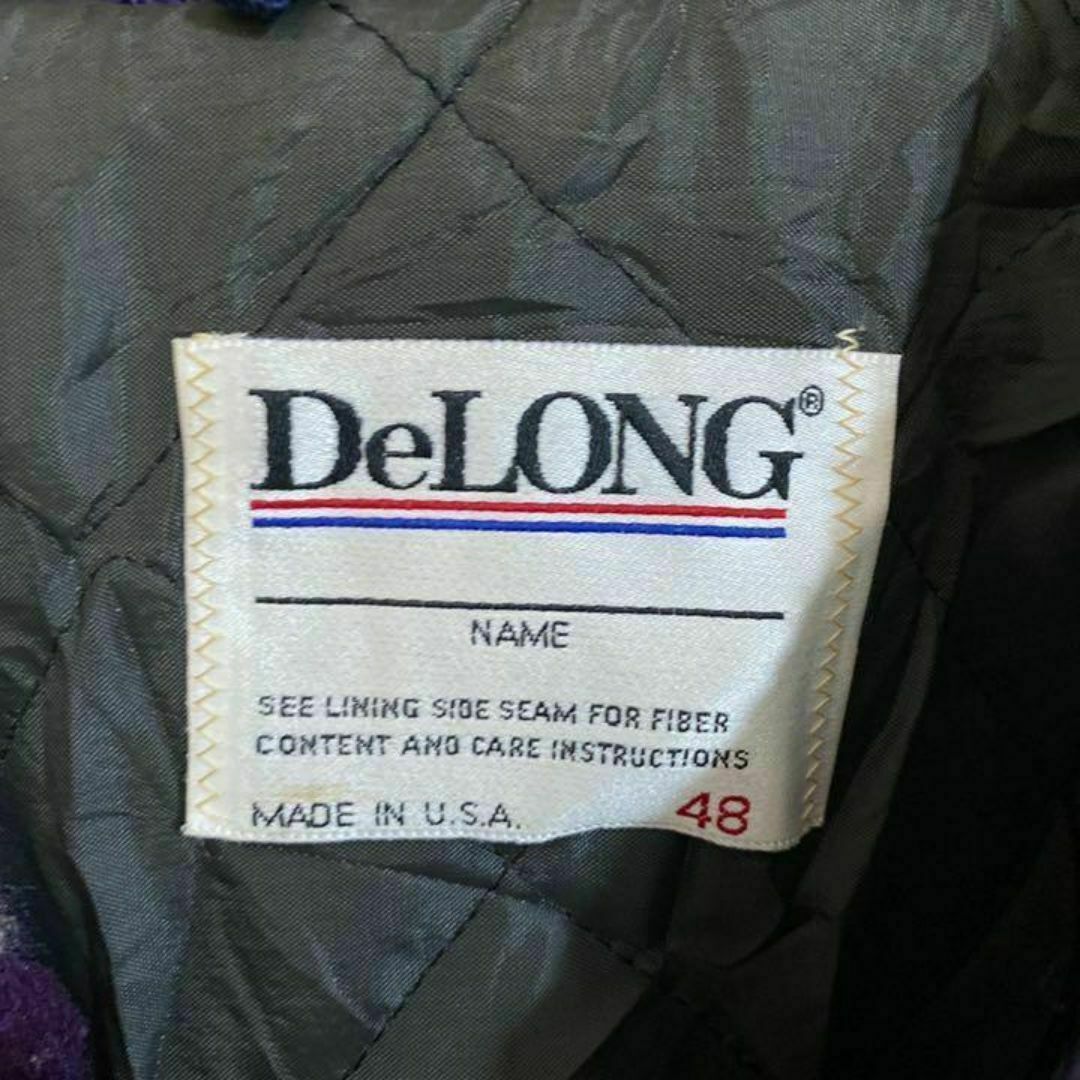 DeLONG®
NAME
SEE LINING SIDE SEAM FOR FIBER
CONTENT AND CARE INSTRUCTIONS
MADE IN U.S.A. 48